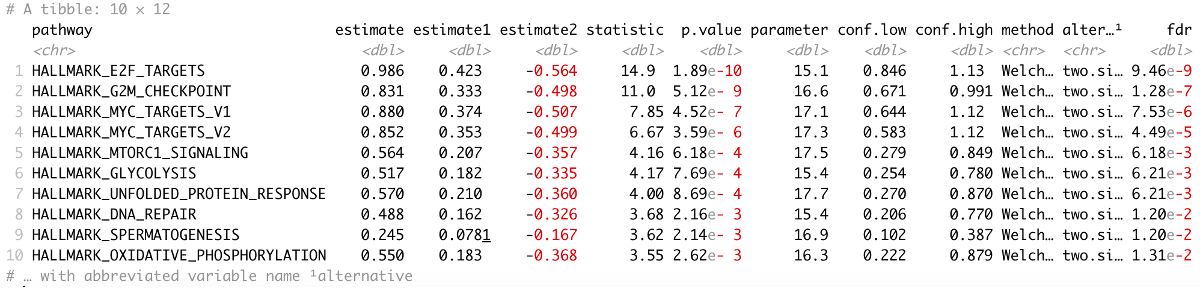 # A tibble: 10 × 12
pathway estimate estimate1 estimate2 statistic p.value parameter conf.low conf.high method alter…¹ fdr
<chr> <dbl> <dbl> <dbl> <dbl> <dbl> <dbl> <dbl> <dbl> <chr> <chr> <dbl>
1 HALLMARK_E2F_TARGETS 0.986 0.423 -0.564 14.9 1.89e-10 15.1 0.846 1.13 Welch… two.si… 9.46e-9
2 HALLMARK_G2M_CHECKPOINT 0.831 0.333 -0.498 11.0 5.12e- 9 16.6 0.671 0.991 Welch… two.si… 1.28e-7
3 HALLMARK_MYC_TARGETS_V1 0.880 0.374 -0.507 7.85 4.52e- 7 17.1 0.644 1.12 Welch… two.si… 7.53e-6
4 HALLMARK_MYC_TARGETS_V2 0.852 0.353 -0.499 6.67 3.59e- 6 17.3 0.583 1.12 Welch… two.si… 4.49e-5
5 HALLMARK_MTORC1_SIGNALING 0.564 0.207 -0.357 4.16 6.18e- 4 17.5 0.279 0.849 Welch… two.si… 6.18e-3
6 HALLMARK_GLYCOLYSIS 0.517 0.182 -0.335 4.17 7.69e- 4 15.4 0.254 0.780 Welch… two.si… 6.21e-3
7 HALLMARK_UNFOLDED_PROTEIN_RESPONSE 0.570 0.210 -0.360 4.00 8.69e- 4 17.7 0.270 0.870 Welch… two.si… 6.21e-3
8 HALLMARK_DNA_REPAIR 0.488 0.162 -0.326 3.68 2.16e- 3 15.4 0.206 0.770 Welch… two.si… 1.20e-2
9 HALLMARK_SPERMATOGENESIS 0.245 0.0781 -0.167 3.62 2.14e- 3 16.9 0.102 0.387 Welch… two.si… 1.20e-2
10 HALLMARK_OXIDATIVE_PHOSPHORYLATION 0.550 0.183 -0.368 3.55 2.62e- 3 16.3 0.222 0.879 Welch… two.si… 1.31e-2
# … with abbreviated variable name ¹alternative